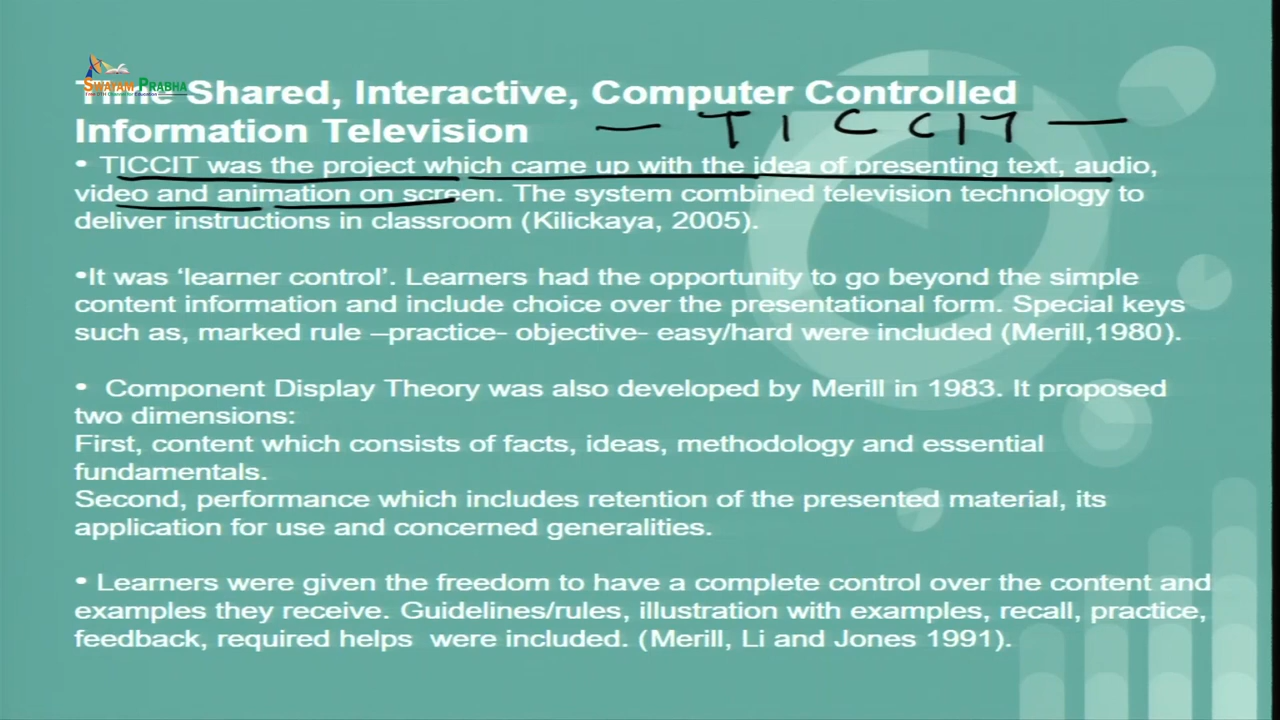 SWAYAM PRABHA
The Shared, Interactive, Computer Controlled
Information Television — TICCIT —
• TICCIT was the project which came up with the idea of presenting text, audio,
video and animation on screen. The system combined television technology to
deliver instructions in classroom (Kilickaya, 2005).
•It was ‘learner control’. Learners had the opportunity to go beyond the simple
content information and include choice over the presentational form. Special keys
such as, marked rule –practice- objective- easy/hard were included (Merill,1980).
• Component Display Theory was also developed by Merill in 1983. It proposed
two dimensions:
First, content which consists of facts, ideas, methodology and essential
fundamentals.
Second, performance which includes retention of the presented material, its
application for use and concerned generalities.
• Learners were given the freedom to have a complete control over the content and
examples they receive. Guidelines/rules, illustration with examples, recall, practice,
feedback, required helps were included. (Merill, Li and Jones 1991).